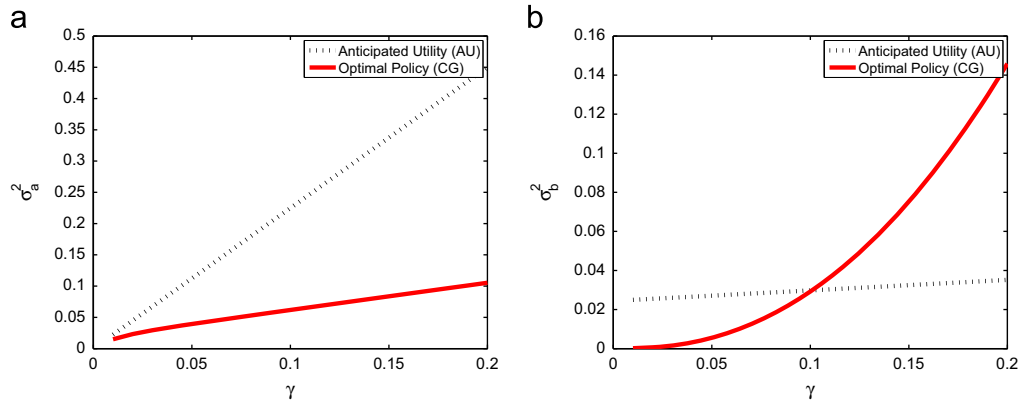 a
0.5
0.45
0.4
0.35
0.3
0.25
0.2
0.15
0.1
0.05
0
σ²a
Anticipated Utility (AU)
Optimal Policy (CG)
0 0.05 0.1 0.15 0.2
γ
b
0.16
0.14
0.12
0.1
0.08
0.06
0.04
0.02
0
σ²b
Anticipated Utility (AU)
Optimal Policy (CG)
0 0.05 0.1 0.15 0.2
γ